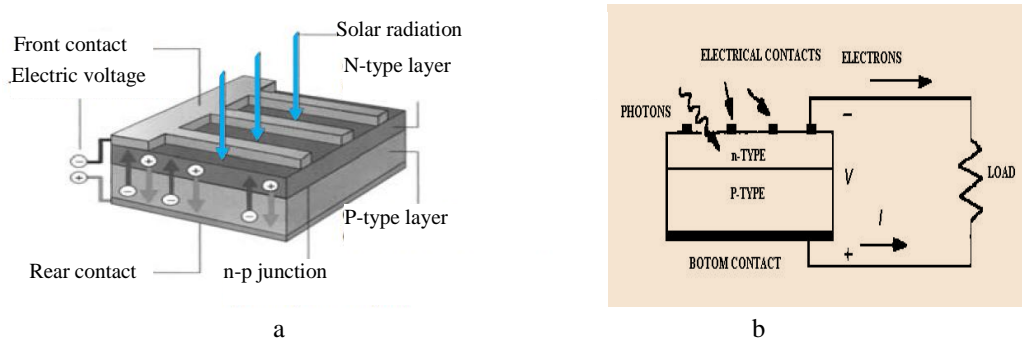 Front contact
Electric voltage
Solar radiation
N-type layer
P-type layer
Rear contact
n-p junction
a
ELECTRICAL CONTACTS
ELECTRONS
PHOTONS
n-TYPE
P-TYPE
V
LOAD
I
BOTOM CONTACT
b